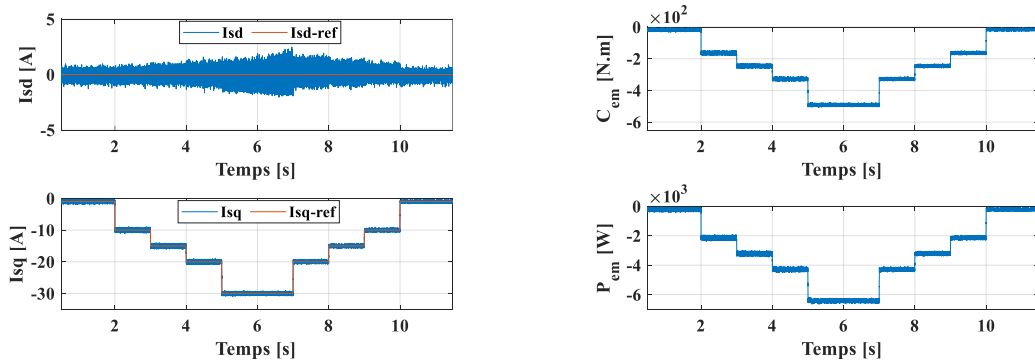 5
0
-5
Isd [A]
Isd Isd-ref
2 4 6 8 10
Temps [s]
×10²
0
-2
-4
-6
C_em [N.m]
2 4 6 8 10
Temps [s]
0
-10
-20
-30
Isq [A]
Isq Isq-ref
2 4 6 8 10
Temps [s]
×10³
0
-2
-4
-6
P_em [W]
2 4 6 8 10
Temps [s]